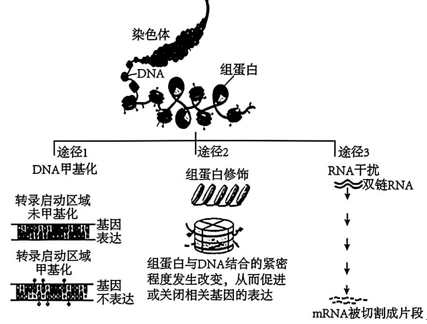 染色体
DNA
组蛋白
途径1
DNA甲基化
转录启动区域
未甲基化
基因
表达
转录启动区域
甲基化
基因
不表达
途径2
组蛋白修饰
组蛋白与DNA结合的紧密
程度发生改变，从而促进
或关闭相关基因的表达
途径3
RNA干扰
双链RNA
mRNA被切割成片段